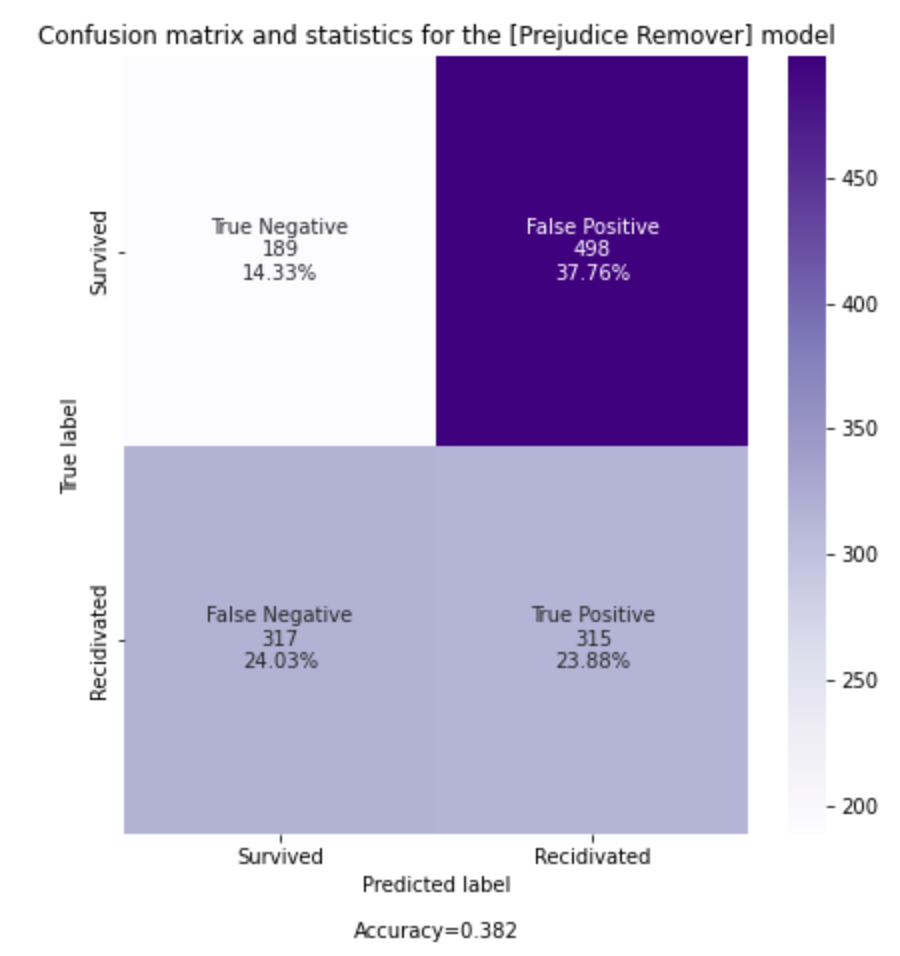 Confusion matrix and statistics for the [Prejudice Remover] model
True Negative
189
14.33%
False Positive
498
37.76%
False Negative
317
24.03%
True Positive
315
23.88%
Survived
Recidivated
True label
Survived
Recidivated
Predicted label
Accuracy=0.382
450
400
350
300
250
200